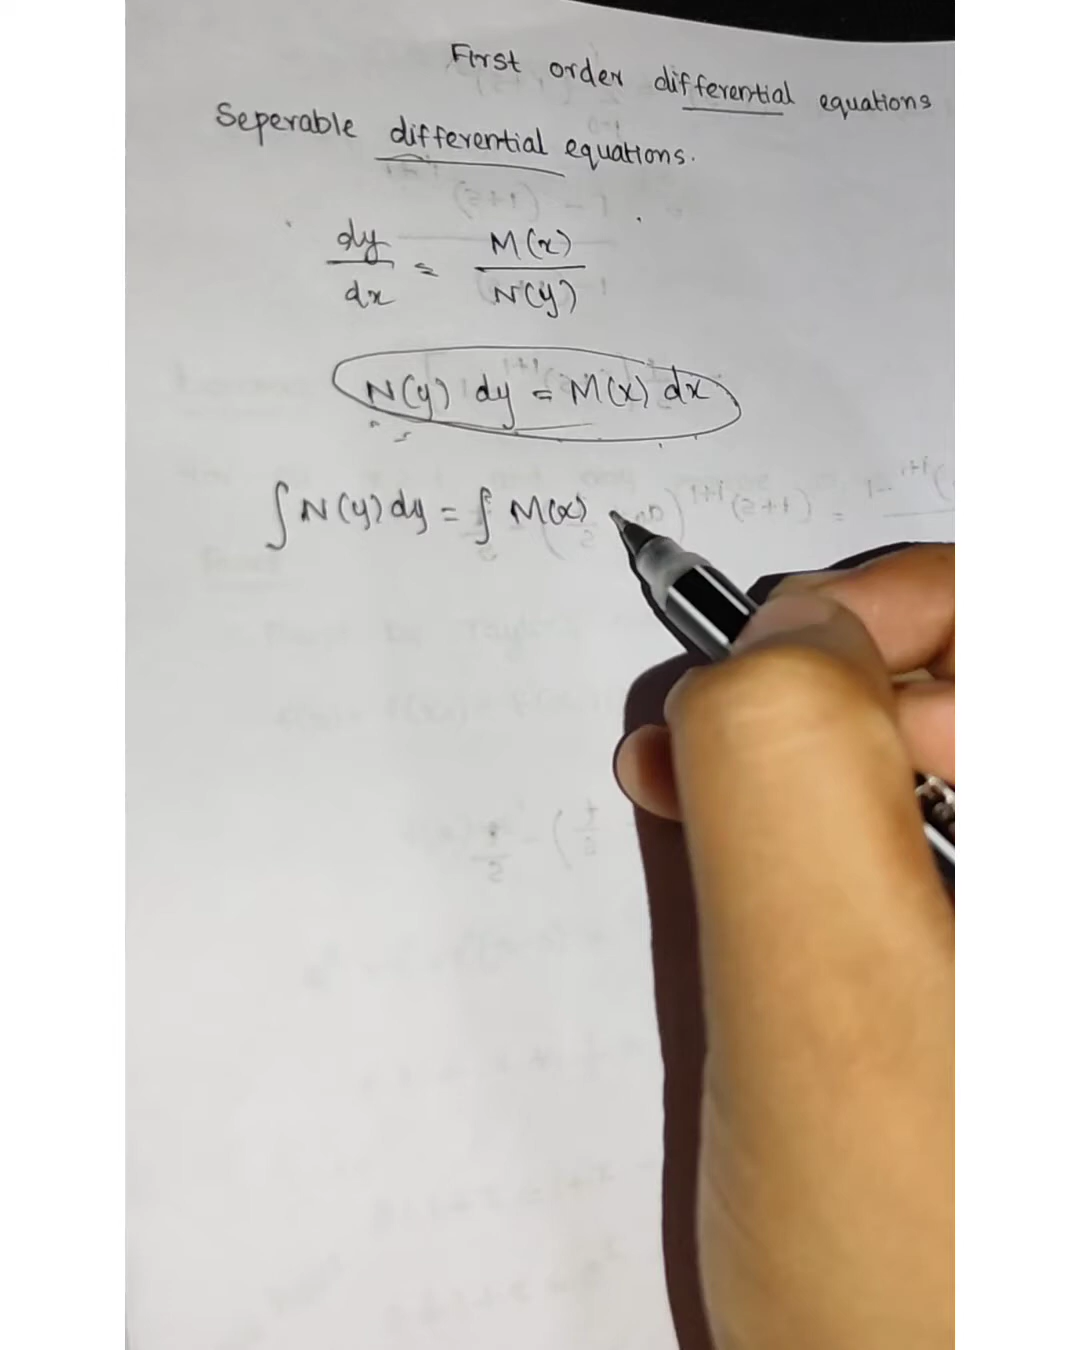 First order differential equations
Seperable differential equations.
dy/dx = M(x)/N(y)
N(y) dy = M(x) dx
∫ N(y) dy = ∫ M(x)